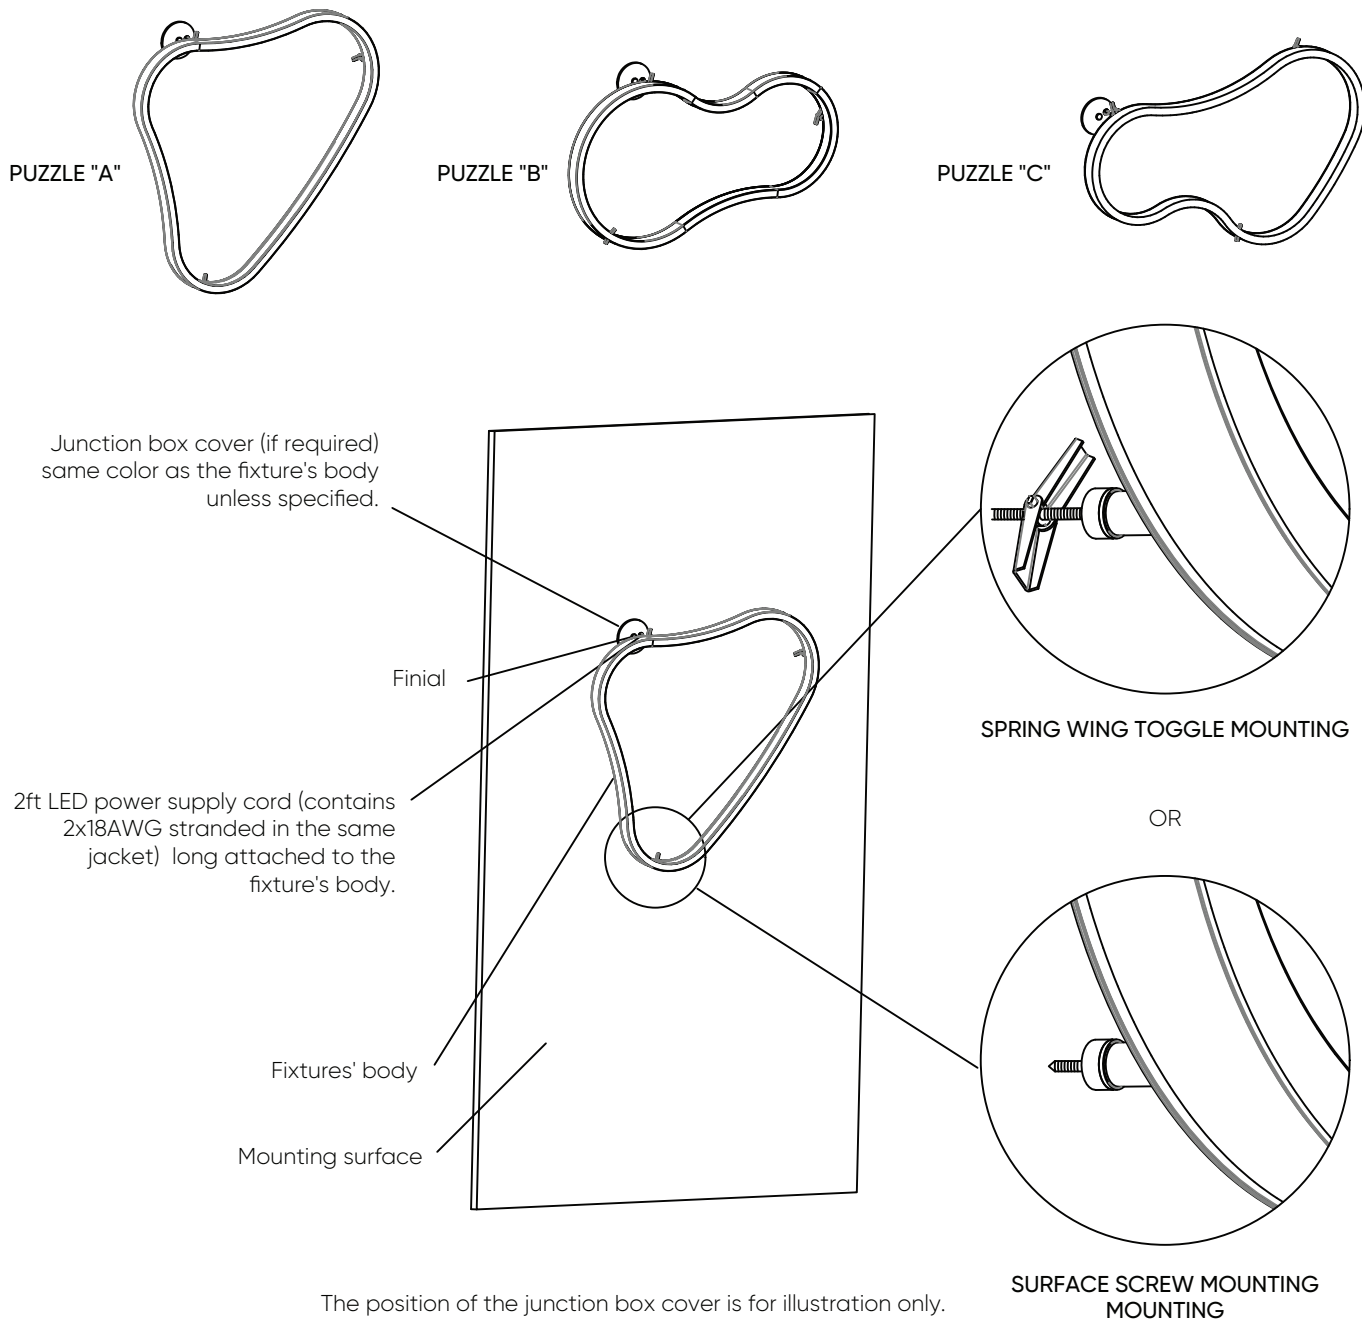 PUZZLE "A"
PUZZLE "B"
PUZZLE "C"
Junction box cover (if required)
same color as the fixture's body
unless specified.
Finial
2ft LED power supply cord (contains
2x18AWG stranded in the same
jacket)  long attached to the
fixture's body.
Fixtures' body
Mounting surface
SPRING WING TOGGLE MOUNTING
OR
SURFACE SCREW MOUNTING
MOUNTING
The position of the junction box cover is for illustration only.